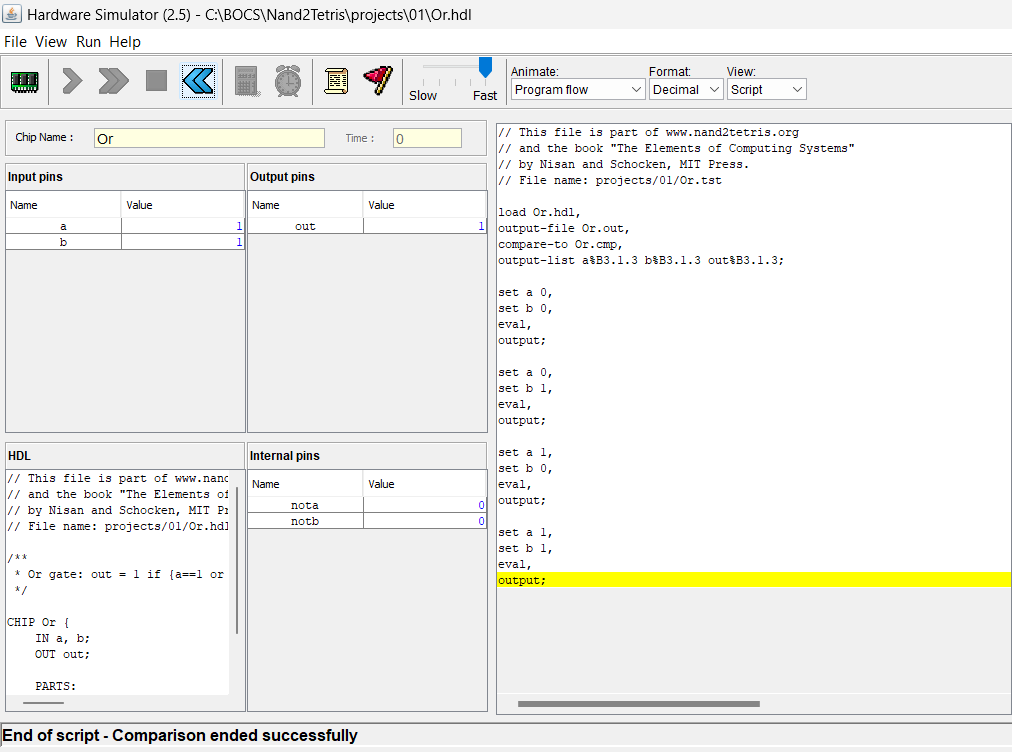 Hardware Simulator (2.5) - C:\BOCS\Nand2Tetris\projects\01\Or.hdl
File View Run Help
Slow Fast
Animate: Format: View:
Program flow Decimal Script
Chip Name : Or Time : 0
Input pins
Name Value
a 1
b 1
Output pins
Name Value
out 1
HDL
// This file is part of www.nand
// and the book "The Elements of
// by Nisan and Schocken, MIT Pr
// File name: projects/01/Or.hdl
/**
* Or gate: out = 1 if {a==1 or
*/
CHIP Or {
IN a, b;
OUT out;
PARTS:
Internal pins
Name Value
nota 0
notb 0
// This file is part of www.nand2tetris.org
// and the book "The Elements of Computing Systems"
// by Nisan and Schocken, MIT Press.
// File name: projects/01/Or.tst
load Or.hdl,
output-file Or.out,
compare-to Or.cmp,
output-list a%B3.1.3 b%B3.1.3 out%B3.1.3;
set a 0,
set b 0,
eval,
output;
set a 0,
set b 1,
eval,
output;
set a 1,
set b 0,
eval,
output;
set a 1,
set b 1,
eval,
output;
End of script - Comparison ended successfully